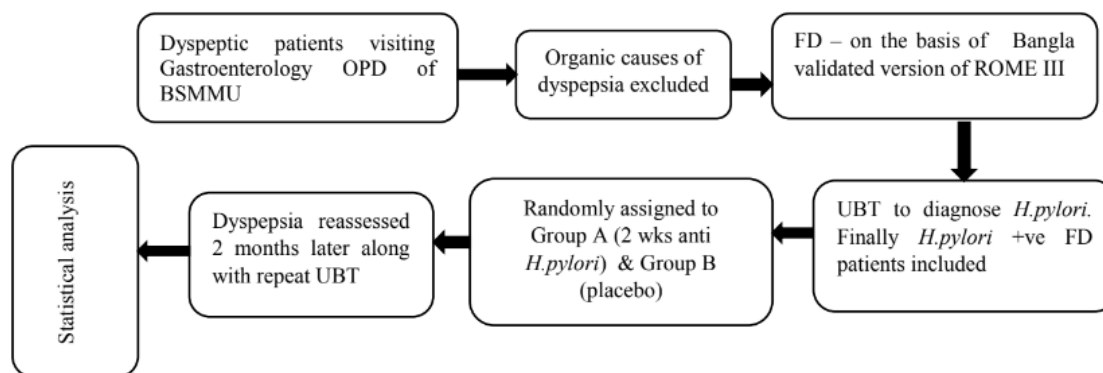 Dyspeptic patients visiting
Gastroenterology OPD of
BSMMU
Organic causes of
dyspepsia excluded
FD – on the basis of Bangla
validated version of ROME III
UBT to diagnose H.pylori.
Finally H.pylori +ve FD
patients included
Randomly assigned to
Group A (2 wks anti
H.pylori) & Group B
(placebo)
Dyspepsia reassessed
2 months later along
with repeat UBT
Statistical analysis